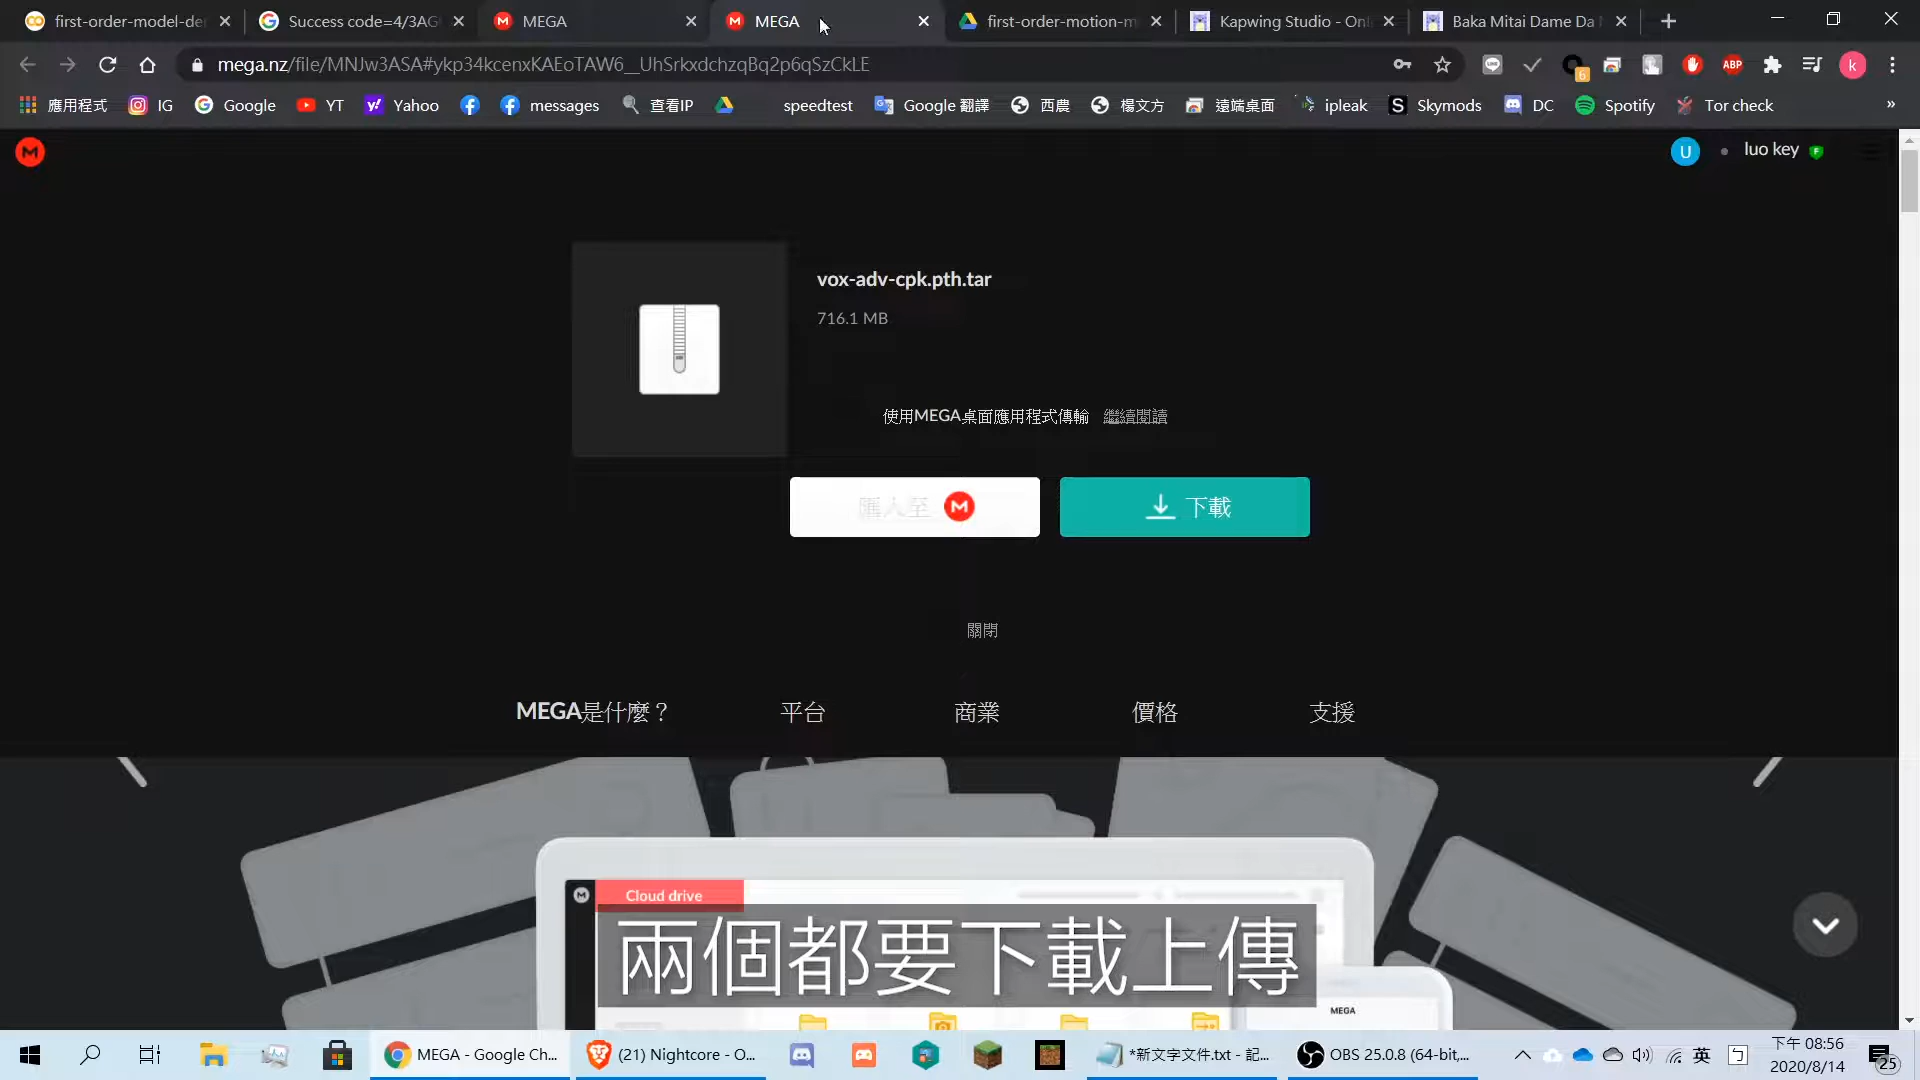 first-order-model-de
Success code=4/3AG
MEGA
MEGA
first-order-motion-m
Kapwing Studio - Onl
Baka Mitai Dame Da
mega.nz/file/MNJw3ASA#ykp34kcenxKAEoTAW6_UhSrkxdchzqBq2p6qSzCkLE
6
ABP
k
應用程式
IG
Google
YT
Yahoo
messages
查看IP
speedtest
Google 翻譯
西農
楊文方
遠端桌面
ipleak
Skymods
DC
Spotify
Tor check
»
U
luo key
vox-adv-cpk.pth.tar
716.1 MB
使用MEGA桌面應用程式傳輸 繼續閱讀
匯入至
下載
關閉
MEGA是什麼？
平台
商業
價格
支援
Cloud drive
兩個都要下載上傳
MEGA
MEGA - Google Ch...
(21) Nightcore - O...
*新文字文件.txt - 記...
OBS 25.0.8 (64-bit,...
英
下午 08:56
2020/8/14
25